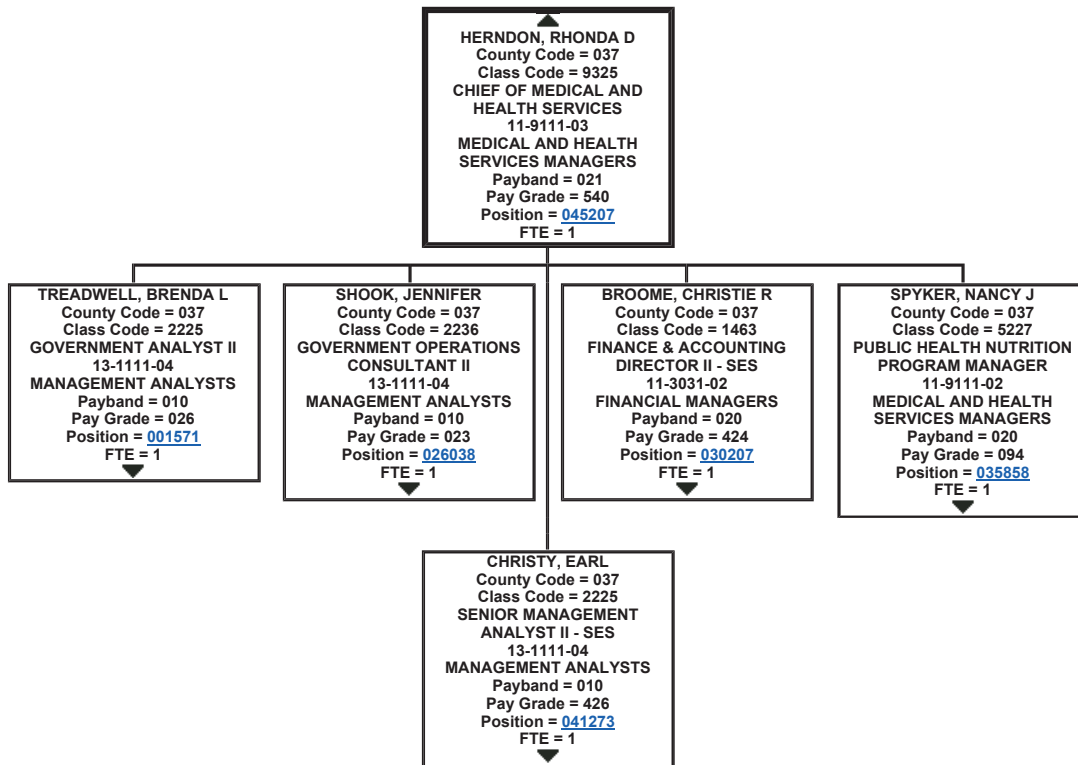 HERNDON, RHONDA D
County Code = 037
Class Code = 9325
CHIEF OF MEDICAL AND
HEALTH SERVICES
11-9111-03
MEDICAL AND HEALTH
SERVICES MANAGERS
Payband = 021
Pay Grade = 540
Position = 045207
FTE = 1
TREADWELL, BRENDA L
County Code = 037
Class Code = 2225
GOVERNMENT ANALYST II
13-1111-04
MANAGEMENT ANALYSTS
Payband = 010
Pay Grade = 026
Position = 001571
FTE = 1
SHOOK, JENNIFER
County Code = 037
Class Code = 2236
GOVERNMENT OPERATIONS
CONSULTANT II
13-1111-04
MANAGEMENT ANALYSTS
Payband = 010
Pay Grade = 023
Position = 026038
FTE = 1
BROOME, CHRISTIE R
County Code = 037
Class Code = 1463
FINANCE & ACCOUNTING
DIRECTOR II - SES
11-3031-02
FINANCIAL MANAGERS
Payband = 020
Pay Grade = 424
Position = 030207
FTE = 1
SPYKER, NANCY J
County Code = 037
Class Code = 5227
PUBLIC HEALTH NUTRITION
PROGRAM MANAGER
11-9111-02
MEDICAL AND HEALTH
SERVICES MANAGERS
Payband = 020
Pay Grade = 094
Position = 035858
FTE = 1
CHRISTY, EARL
County Code = 037
Class Code = 2225
SENIOR MANAGEMENT
ANALYST II - SES
13-1111-04
MANAGEMENT ANALYSTS
Payband = 010
Pay Grade = 426
Position = 041273
FTE = 1